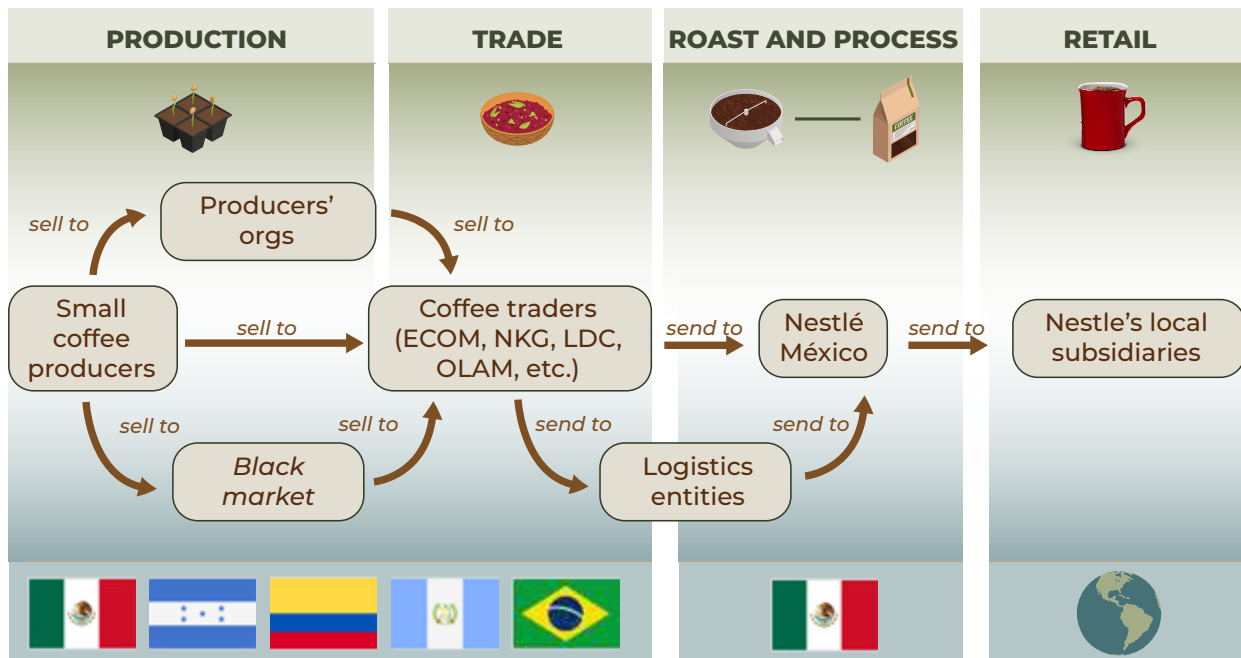 PRODUCTION
TRADE
ROAST AND PROCESS
RETAIL
COFFEE
Producers’
orgs
sell to
sell to
Small
coffee
producers
sell to
Coffee traders
(ECOM, NKG, LDC,
OLAM, etc.)
send to
Nestlé
México
send to
Nestle’s local
subsidiaries
sell to
sell to
send to
send to
Black
market
Logistics
entities